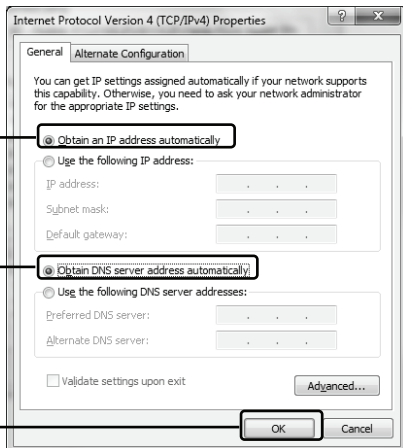 Internet Protocol Version 4 (TCP/IPv4) Properties
General
Alternate Configuration
You can get IP settings assigned automatically if your network supports
this capability. Otherwise, you need to ask your network administrator
for the appropriate IP settings.
Obtain an IP address automatically
Use the following IP address:
IP address:
Subnet mask:
Default gateway:
Obtain DNS server address automatically
Use the following DNS server addresses:
Preferred DNS server:
Alternate DNS server:
Validate settings upon exit
Advanced...
OK
Cancel